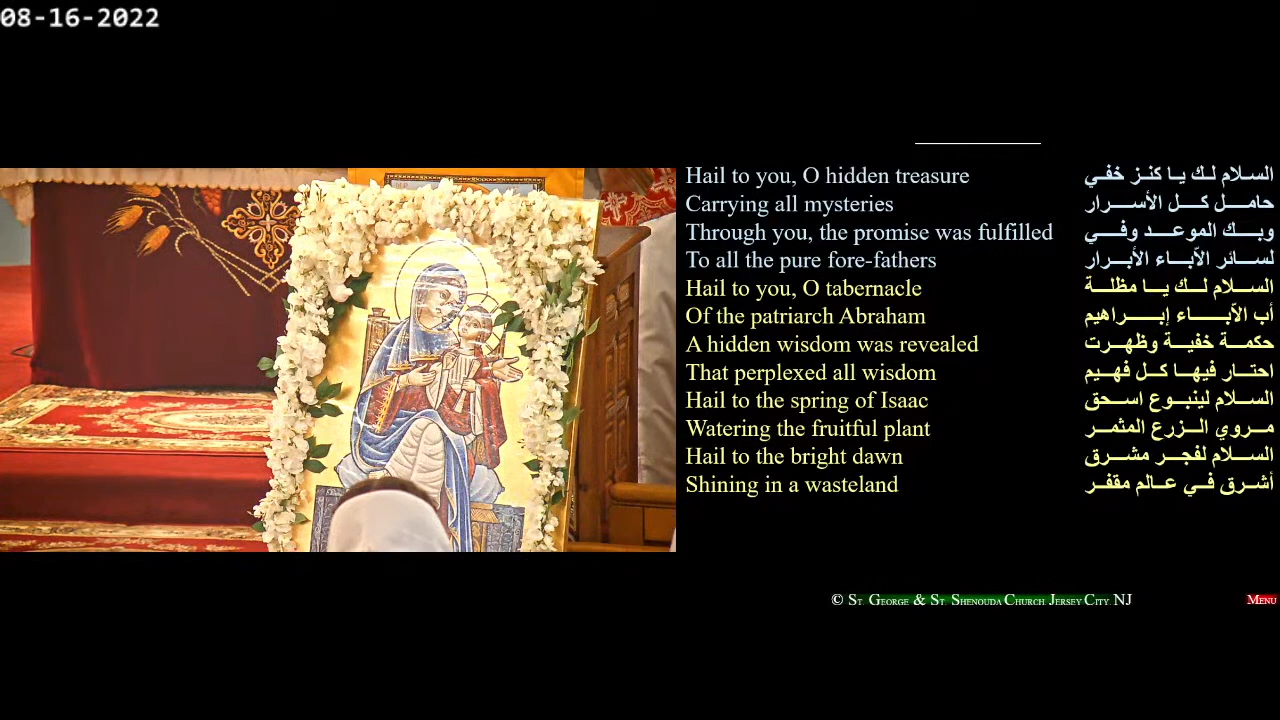 08-16-2022
Hail to you, O hidden treasure
Carrying all mysteries
Through you, the promise was fulfilled
To all the pure fore-fathers
Hail to you, O tabernacle
Of the patriarch Abraham
A hidden wisdom was revealed
That perplexed all wisdom
Hail to the spring of Isaac
Watering the fruitful plant
Hail to the bright dawn
Shining in a wasteland
السلام لك يا كنز خفي
حامل كل الأسرار
وبك الموعد وفي
لسائر الآباء الأبرار
السلام لك يا مظلة
أب الآباء إبراهيم
حكمة خفية وظهرت
احتار فيها كل فهيم
السلام لينبوع اسحق
مروي الزرع المثمر
السلام لفجر مشرق
أشرق في عالم مقفر
© St. George & St. Shenouda Church Jersey City, NJ
Menu